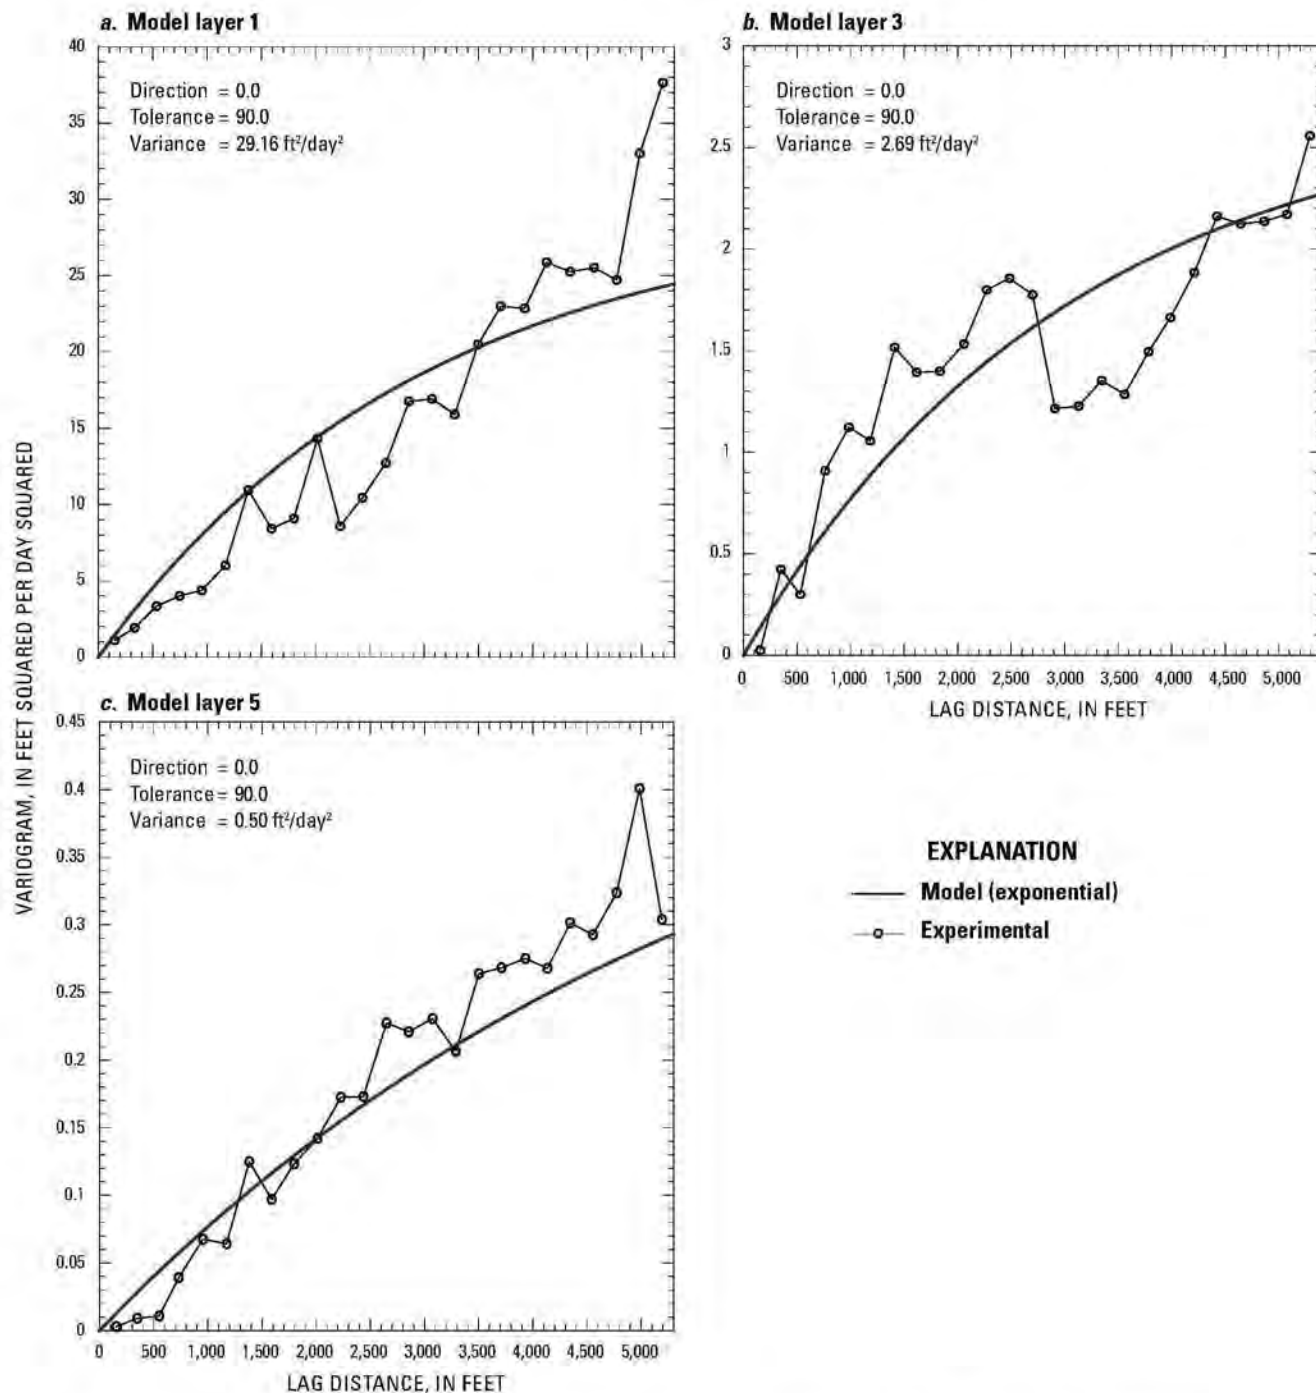 a. Model layer 1
40
35
30
25
20
15
10
5
0
Direction = 0.0
Tolerance = 90.0
Variance = 29.16 ft²/day²
b. Model layer 3
3
2.5
2
1.5
1
0.5
0
Direction = 0.0
Tolerance = 90.0
Variance = 2.69 ft²/day²
0 500 1,000 1,500 2,000 2,500 3,000 3,500 4,000 4,500 5,000
LAG DISTANCE, IN FEET
VARIOGRAM, IN FEET SQUARED PER DAY SQUARED
c. Model layer 5
0.45
0.4
0.35
0.3
0.25
0.2
0.15
0.1
0.05
0
Direction = 0.0
Tolerance = 90.0
Variance = 0.50 ft²/day²
0 500 1,000 1,500 2,000 2,500 3,000 3,500 4,000 4,500 5,000
LAG DISTANCE, IN FEET
EXPLANATION
Model (exponential)
Experimental